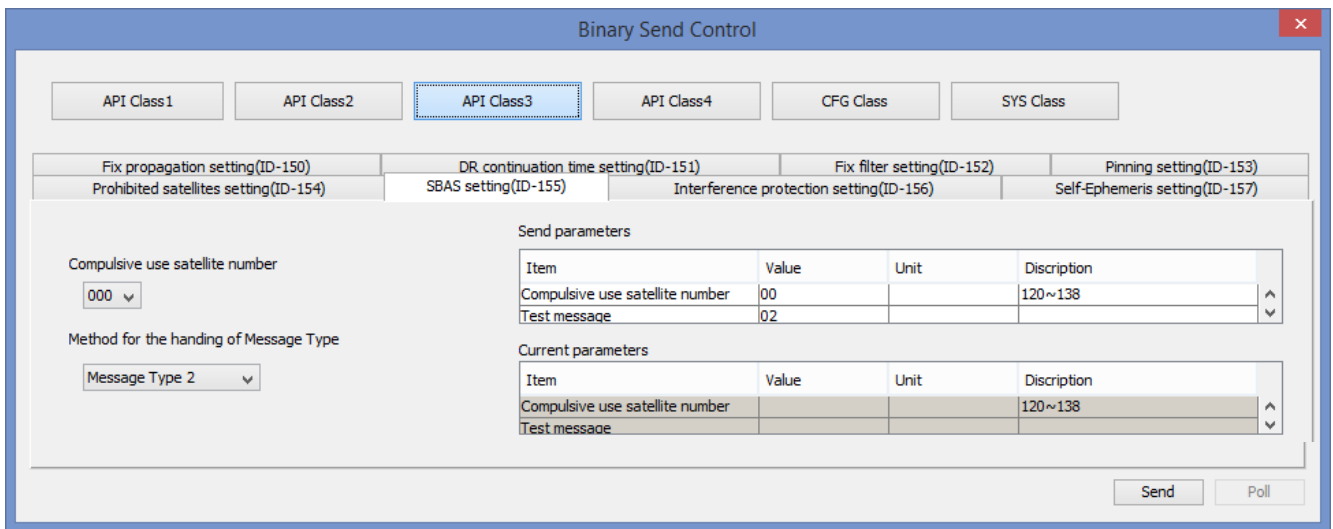 Binary Send Control
API Class1 API Class2 API Class3 API Class4 CFG Class SYS Class
Fix propagation setting(ID-150) DR continuation time setting(ID-151) Fix filter setting(ID-152) Pinning setting(ID-153)
Prohibited satellites setting(ID-154) SBAS setting(ID-155) Interference protection setting(ID-156) Self-Ephemeris setting(ID-157)
Compulsive use satellite number
000
Method for the handing of Message Type
Message Type 2
Send parameters
Item Value Unit Discription
Compulsive use satellite number 00 120~138
Test message 02
Current parameters
Item Value Unit Discription
Compulsive use satellite number 120~138
Test message
Send Poll